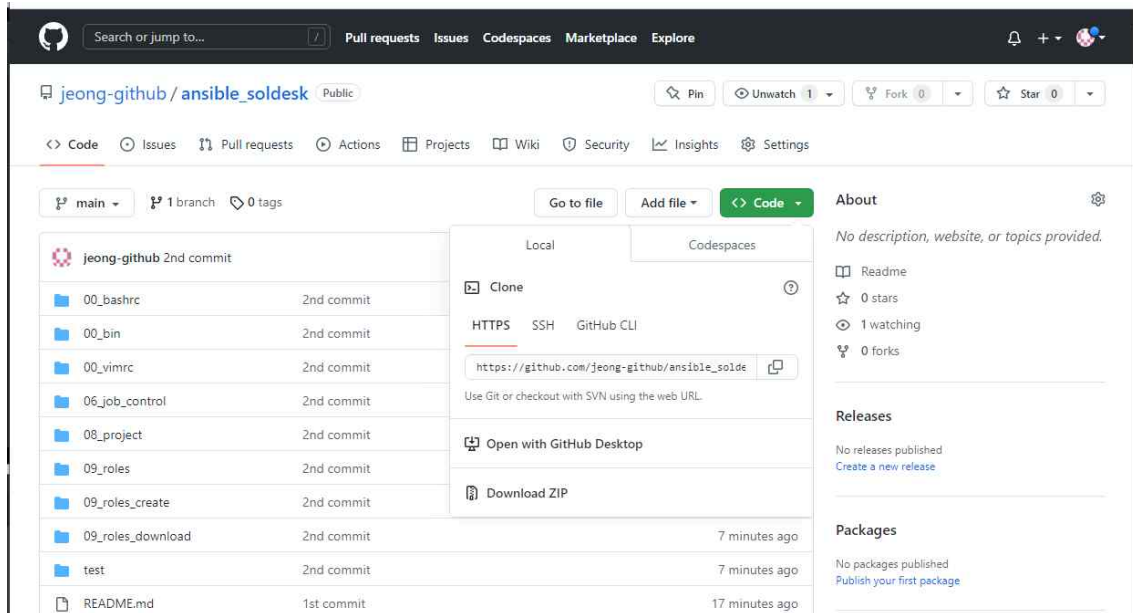 Search or jump to... / Pull requests Issues Codespaces Marketplace Explore
jeong-github / ansible_soldesk Public Pin Unwatch 1 Fork 0 Star 0
Code Issues Pull requests Actions Projects Wiki Security Insights Settings
main 1 branch 0 tags Go to file Add file Code
jeong-github 2nd commit
00_bashrc 2nd commit
00_bin 2nd commit
00_vimrc 2nd commit
06_job_control 2nd commit
08_project 2nd commit
09_roles 2nd commit
09_roles_create 2nd commit
09_roles_download 2nd commit 7 minutes ago
test 2nd commit 7 minutes ago
README.md 1st commit 17 minutes ago
Local Codespaces
Clone
HTTPS SSH GitHub CLI
https://github.com/jeong-github/ansible_solde
Use Git or checkout with SVN using the web URL.
Open with GitHub Desktop
Download ZIP
About
No description, website, or topics provided.
Readme
0 stars
1 watching
0 forks
Releases
No releases published
Create a new release
Packages
No packages published
Publish your first package